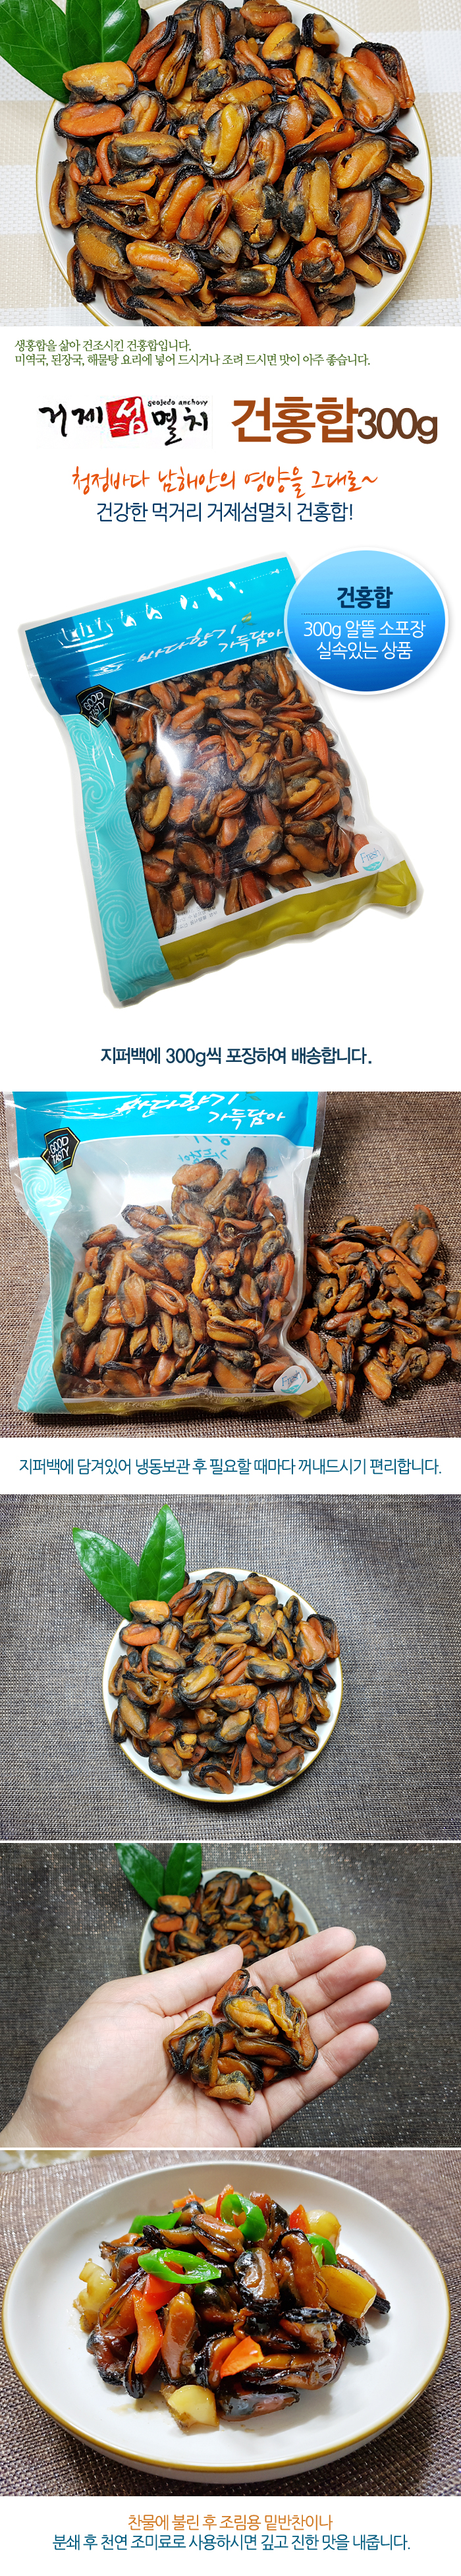 생홍합을 삶아 건조시킨 건홍합입니다.
미역국, 된장국, 해물탕 요리에 넣어 드시거나 조려 드시면 맛이 아주 좋습니다.
geojedo anchovy
거제섬멸치
건홍합300g
청정바다 남해안의 영양을 그대로~
건강한 먹거리 거제섬멸치 건홍합!
건홍합
300g 알뜰 소포장
실속있는 상품
바다향기
가득담아
GOOD
TASTY
Fresh
지퍼백에 300g씩 포장하여 배송합니다.
바다향기
가득담아
GOOD
TASTY
Fresh
지퍼백에 담겨있어 냉동보관 후 필요할 때마다 꺼내드시기 편리합니다.
찬물에 불린 후 조림용 밑반찬이나
분쇄 후 천연 조미료로 사용하시면 깊고 진한 맛을 내줍니다.